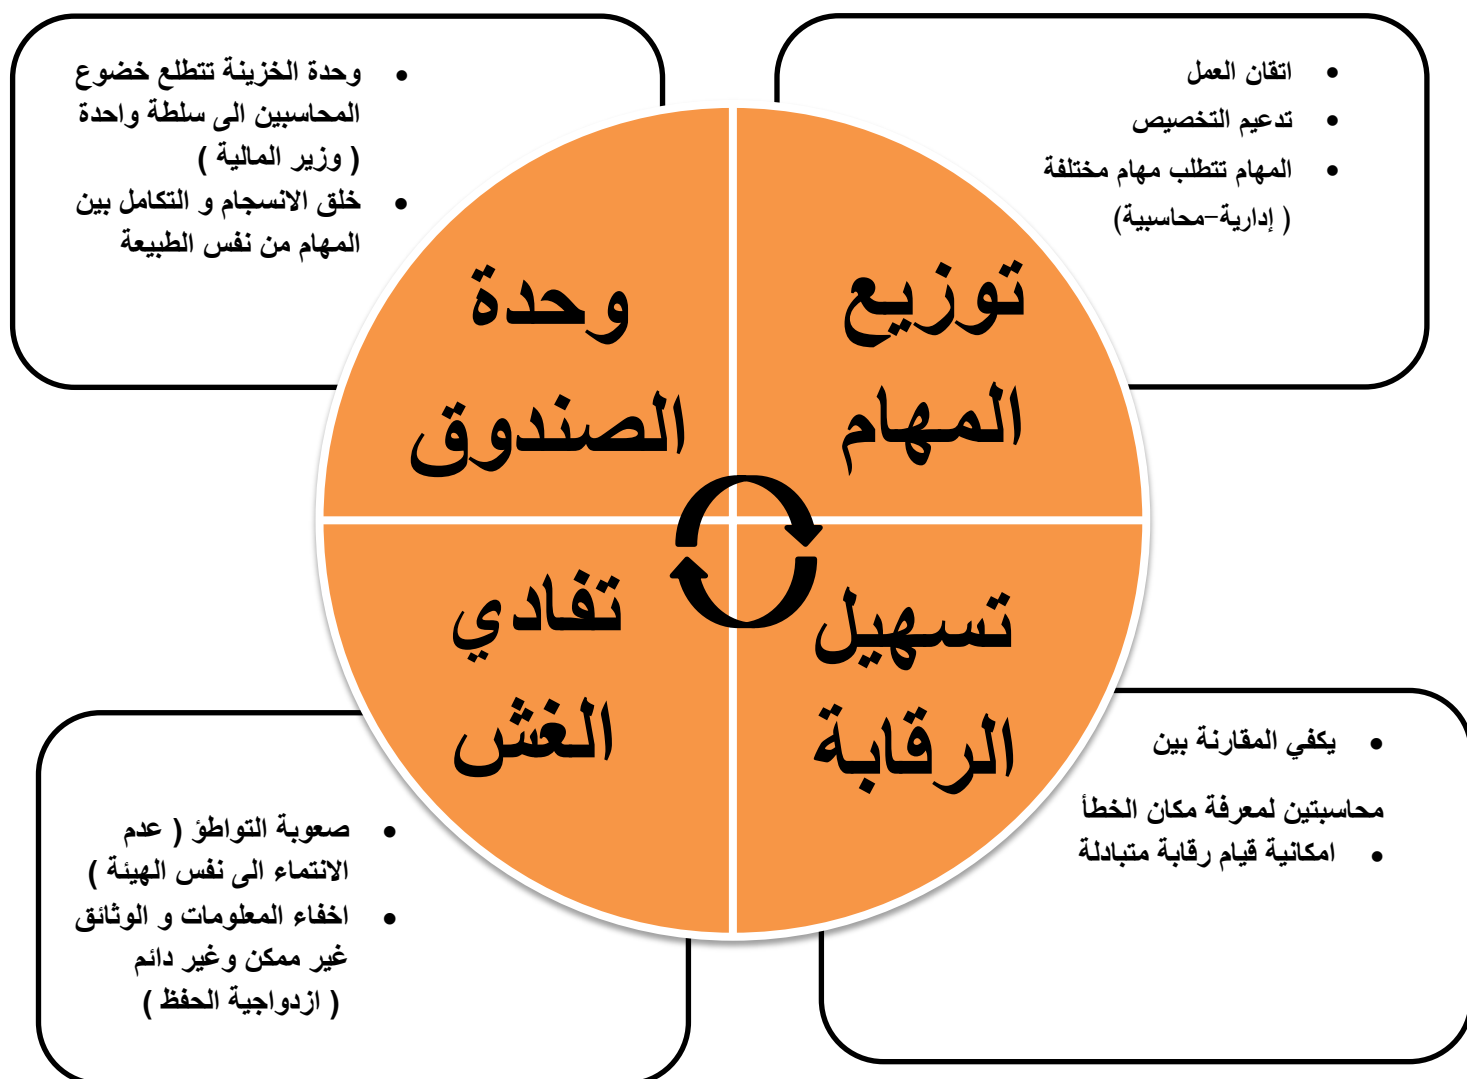 اتقان العمل
تدعيم التخصيص
المهام تتطلب مهام مختلفة
( إدارية-محاسبية)
وحدة الخزينة تتطلع خضوع
المحاسبين الى سلطة واحدة
( وزير المالية )
خلق الانسجام و التكامل بين
المهام من نفس الطبيعة
توزيع
المهام
وحدة
الصندوق
تسهيل
الرقابة
تفادي
الغش
يكفي المقارنة بين
محاسبتين لمعرفة مكان الخطأ
امكانية قيام رقابة متبادلة
صعوبة التواطؤ ( عدم
الانتماء الى نفس الهيئة )
اخفاء المعلومات و الوثائق
غير ممكن وغير دائم
( ازدواجية الحفظ )